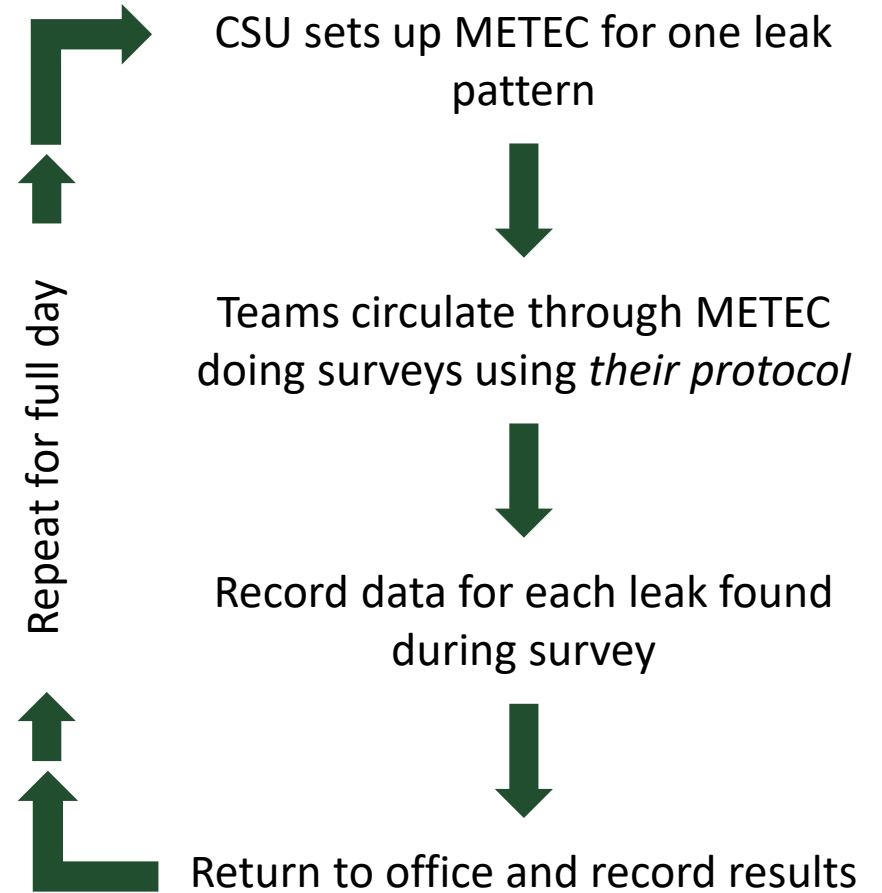 CSU sets up METEC for one leak
pattern
Teams circulate through METEC
doing surveys using their protocol
Record data for each leak found
during survey
Return to office and record results
Repeat for full day